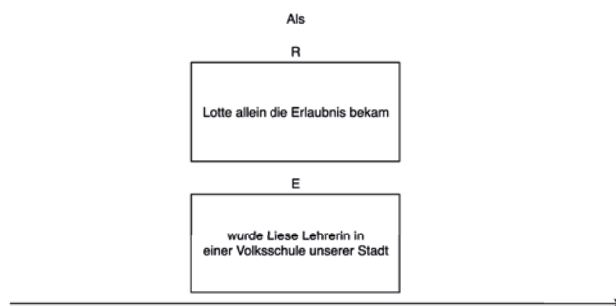 Als
R
Lotte allein die Erlaubnis bekam
E
wurde Liese Lehrerin in
einer Volksschule unserer Stadt